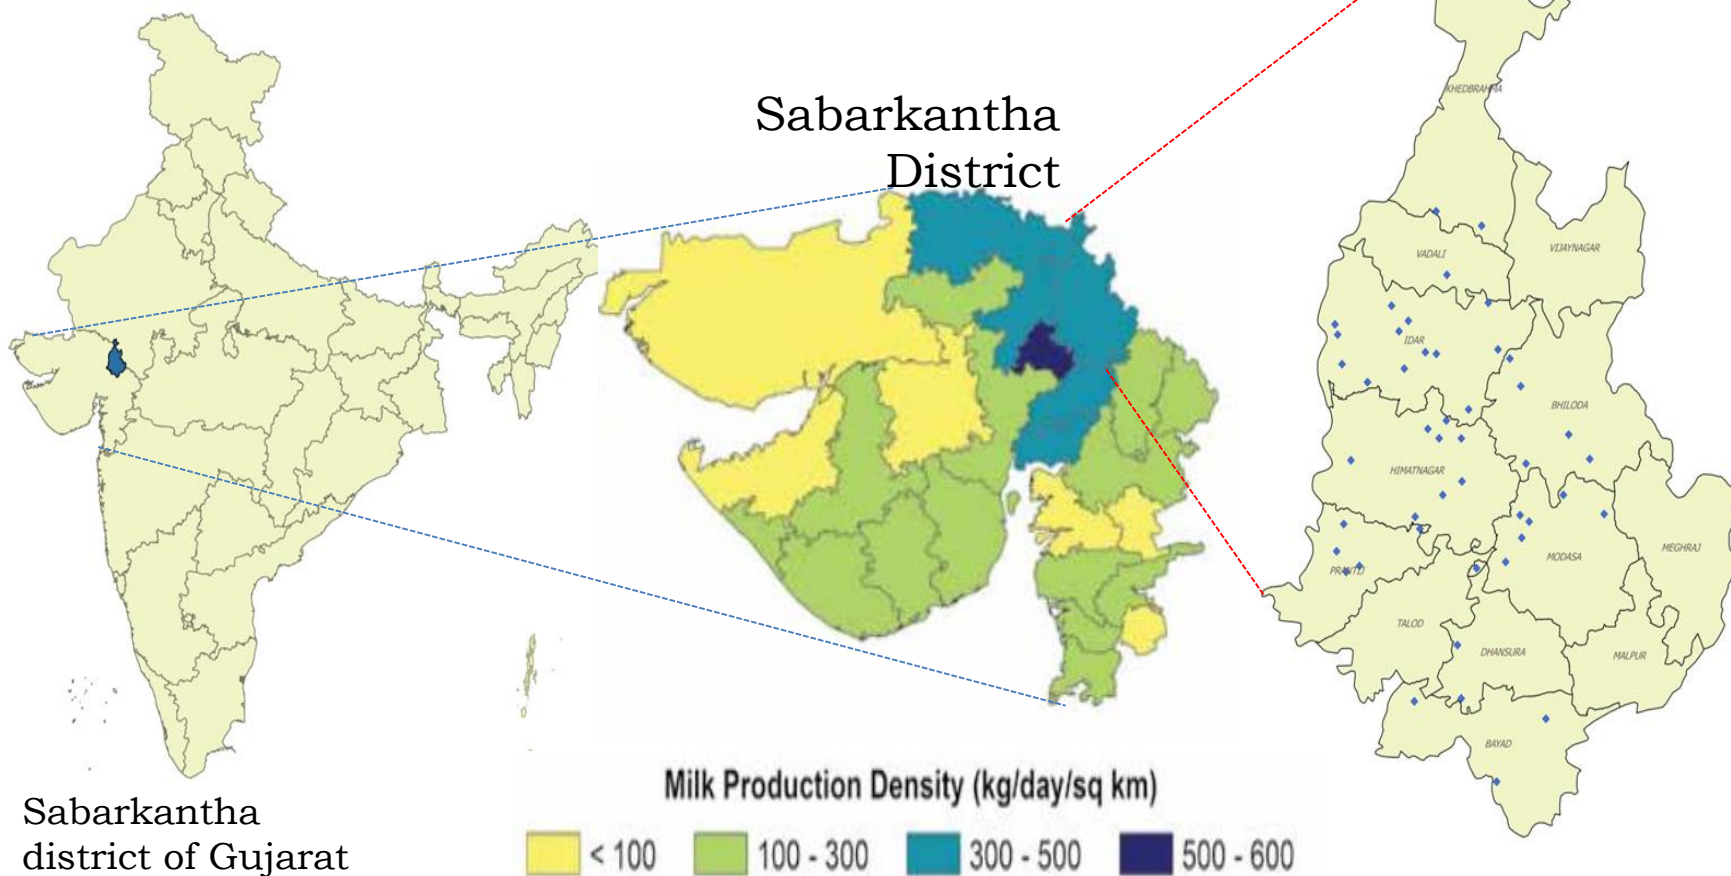 Sabarkantha
District
KHEDBRAHMA
VADALI
VIJAYNAGAR
IDAR
BHILODA
HIMATNAGAR
MODASA
MEGHRAJ
PRANTIJ
TALOD
DHANSURA
MALPUR
BAYAD
Milk Production Density (kg/day/sq km)
< 100
100 - 300
300 - 500
500 - 600
Sabarkantha
district of Gujarat